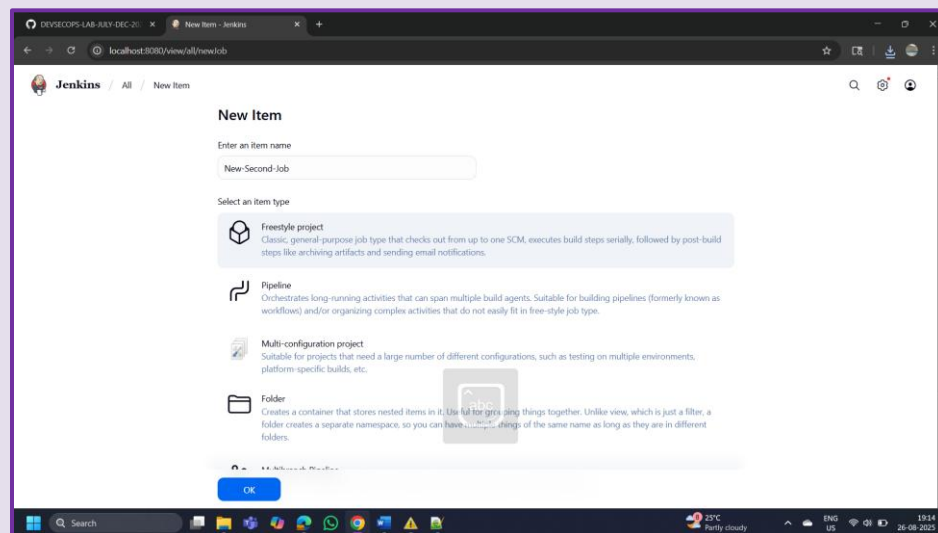 DEVSECOPS-LAB-JULY-DEC-20
New Item - Jenkins
localhost:8080/view/all/newJob
Jenkins / All / New Item
New Item
Enter an item name
New-Second-Job
Select an item type
Freestyle project
Classic, general-purpose job type that checks out from up to one SCM, executes build steps serially, followed by post-build
steps like archiving artifacts and sending email notifications.
Pipeline
Orchestrates long-running activities that can span multiple build agents. Suitable for building pipelines (formerly known as
workflows) and/or organizing complex activities that do not easily fit in free-style job type.
Multi-configuration project
Suitable for projects that need a large number of different configurations, such as testing on multiple environments,
platform-specific builds, etc.
Folder
Creates a container that stores nested items in it. Useful for grouping things together. Unlike view, which is just a filter, a
folder creates a separate namespace, so you can have multiple things of the same name as long as they are in different
folders.
abc
Multibranch Pipeline
OK
Search
25°C
Partly cloudy
ENG
US
19:14
26-08-2025